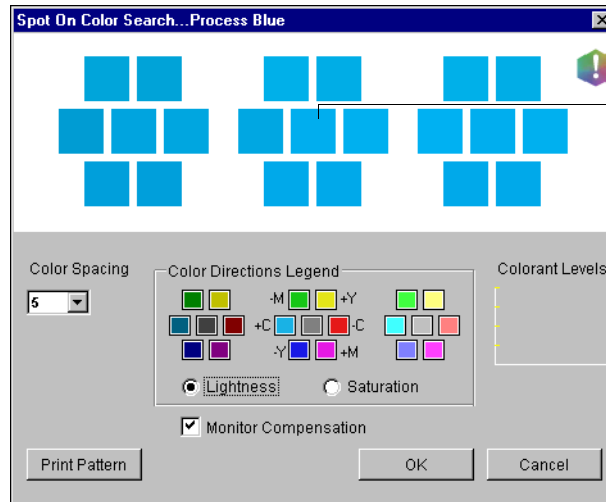 Spot On Color Search...Process Blue
Color Spacing
5
Color Directions Legend
-M +Y
+C -C
-Y +M
Lightness
Saturation
Colorant Levels
Monitor Compensation
Print Pattern
OK
Cancel